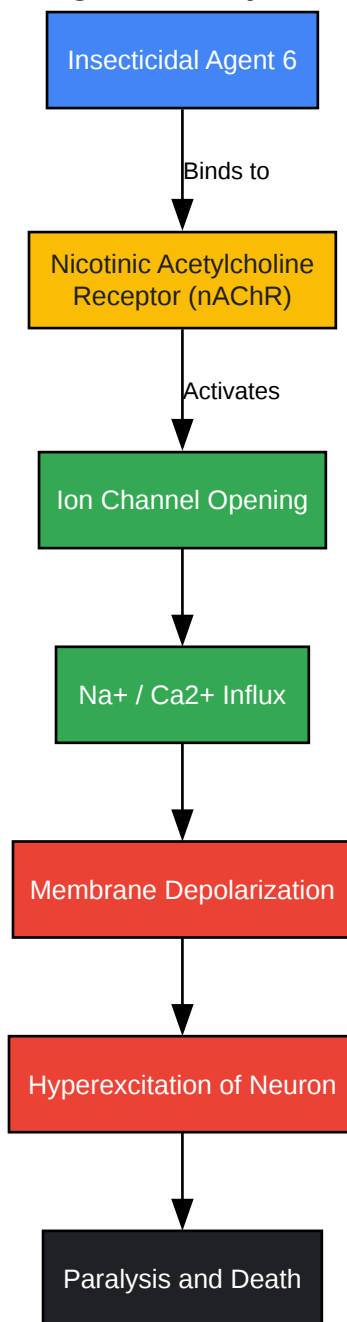 Insecticidal Agent 6
Binds to
Nicotinic Acetylcholine
Receptor (nAChR)
Activates
Ion Channel Opening
Na+ / Ca2+ Influx
Membrane Depolarization
Hyperexcitation of Neuron
Paralysis and Death